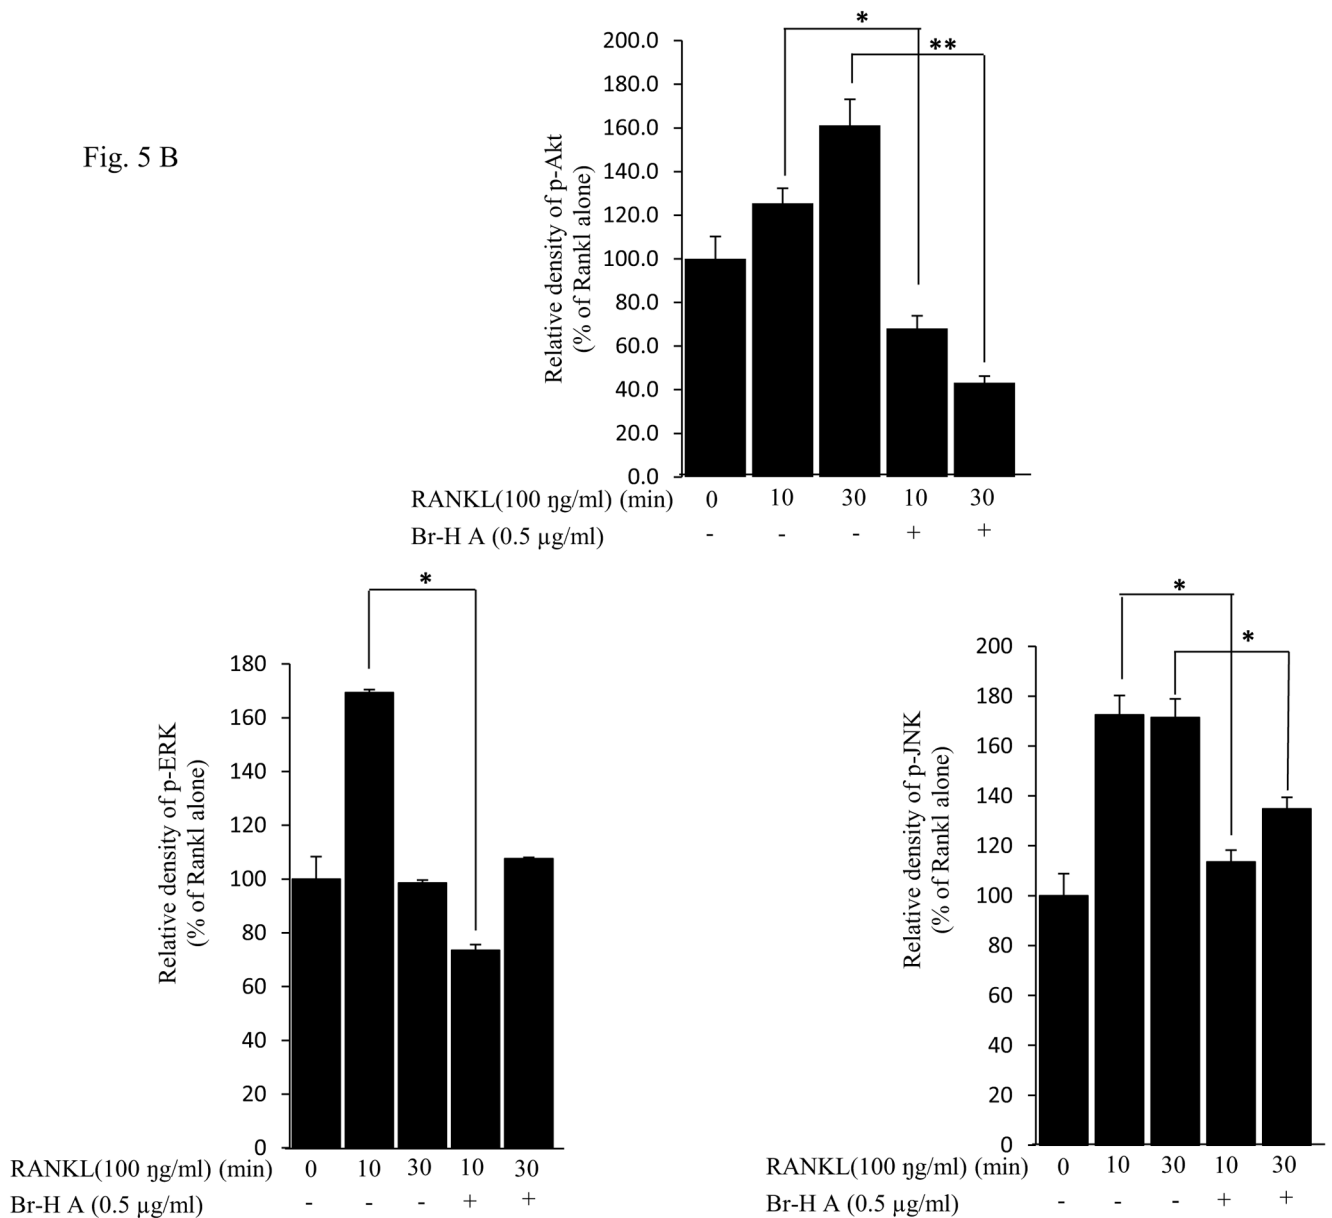 Fig. 5 B
*
**
200.0
180.0
160.0
140.0
120.0
100.0
80.0
60.0
40.0
20.0
0.0
Relative density of p-Akt
(% of Rankl alone)
RANKL(100 ŋg/ml) (min) 0 10 30 10 30
Br-H A (0.5 µg/ml) - - - + +
*
180
160
140
120
100
80
60
40
20
0
Relative density of p-ERK
(% of Rankl alone)
RANKL(100 ŋg/ml) (min) 0 10 30 10 30
Br-H A (0.5 µg/ml) - - - + +
*
*
200
180
160
140
120
100
80
60
40
20
0
Relative density of p-JNK
(% of Rankl alone)
RANKL(100 ŋg/ml) (min) 0 10 30 10 30
Br-H A (0.5 µg/ml) - - - + +